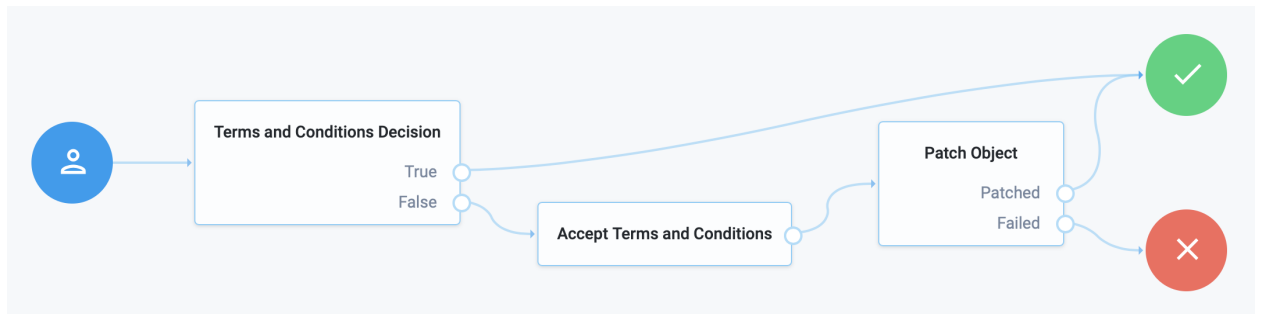 Terms and Conditions Decision
True
False
Accept Terms and Conditions
Patch Object
Patched
Failed